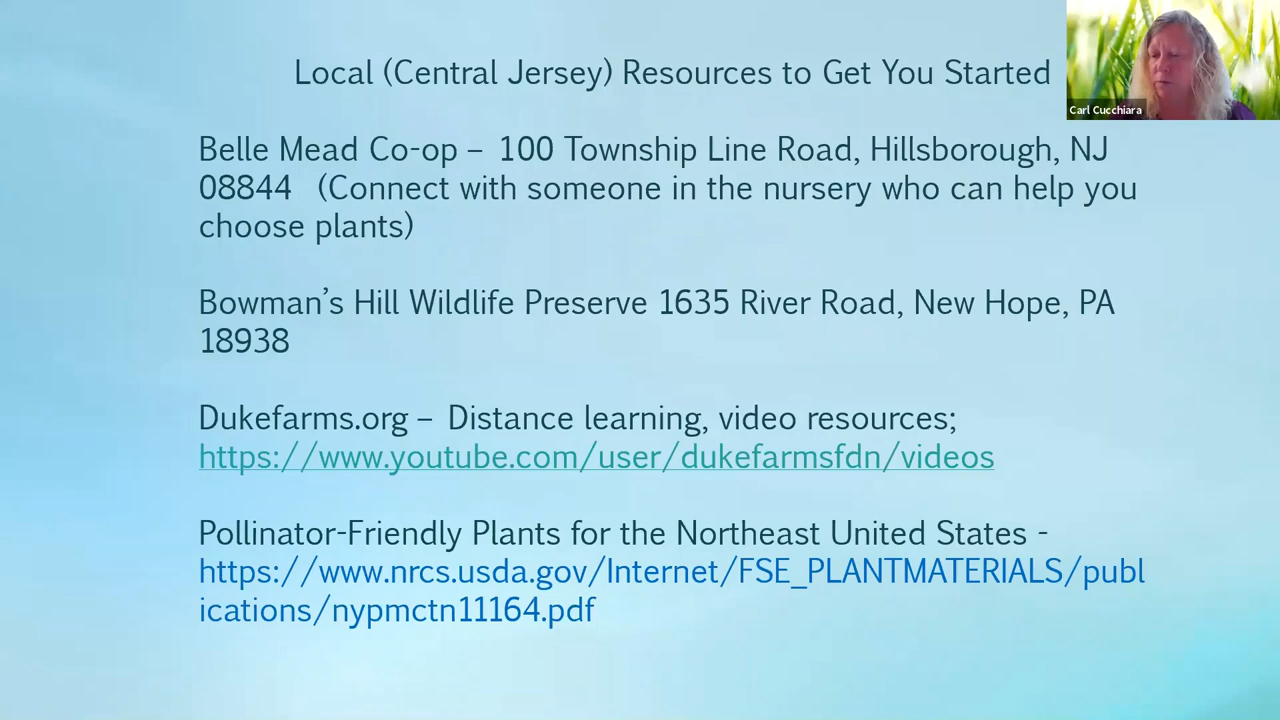 Local (Central Jersey) Resources to Get You Started
Carl Cucchiara
Belle Mead Co-op – 100 Township Line Road, Hillsborough, NJ
08844 (Connect with someone in the nursery who can help you
choose plants)
Bowman’s Hill Wildlife Preserve 1635 River Road, New Hope, PA
18938
Dukefarms.org – Distance learning, video resources;
https://www.youtube.com/user/dukefarmsfdn/videos
Pollinator-Friendly Plants for the Northeast United States -
https://www.nrcs.usda.gov/Internet/FSE_PLANTMATERIALS/publ
ications/nypmctn11164.pdf